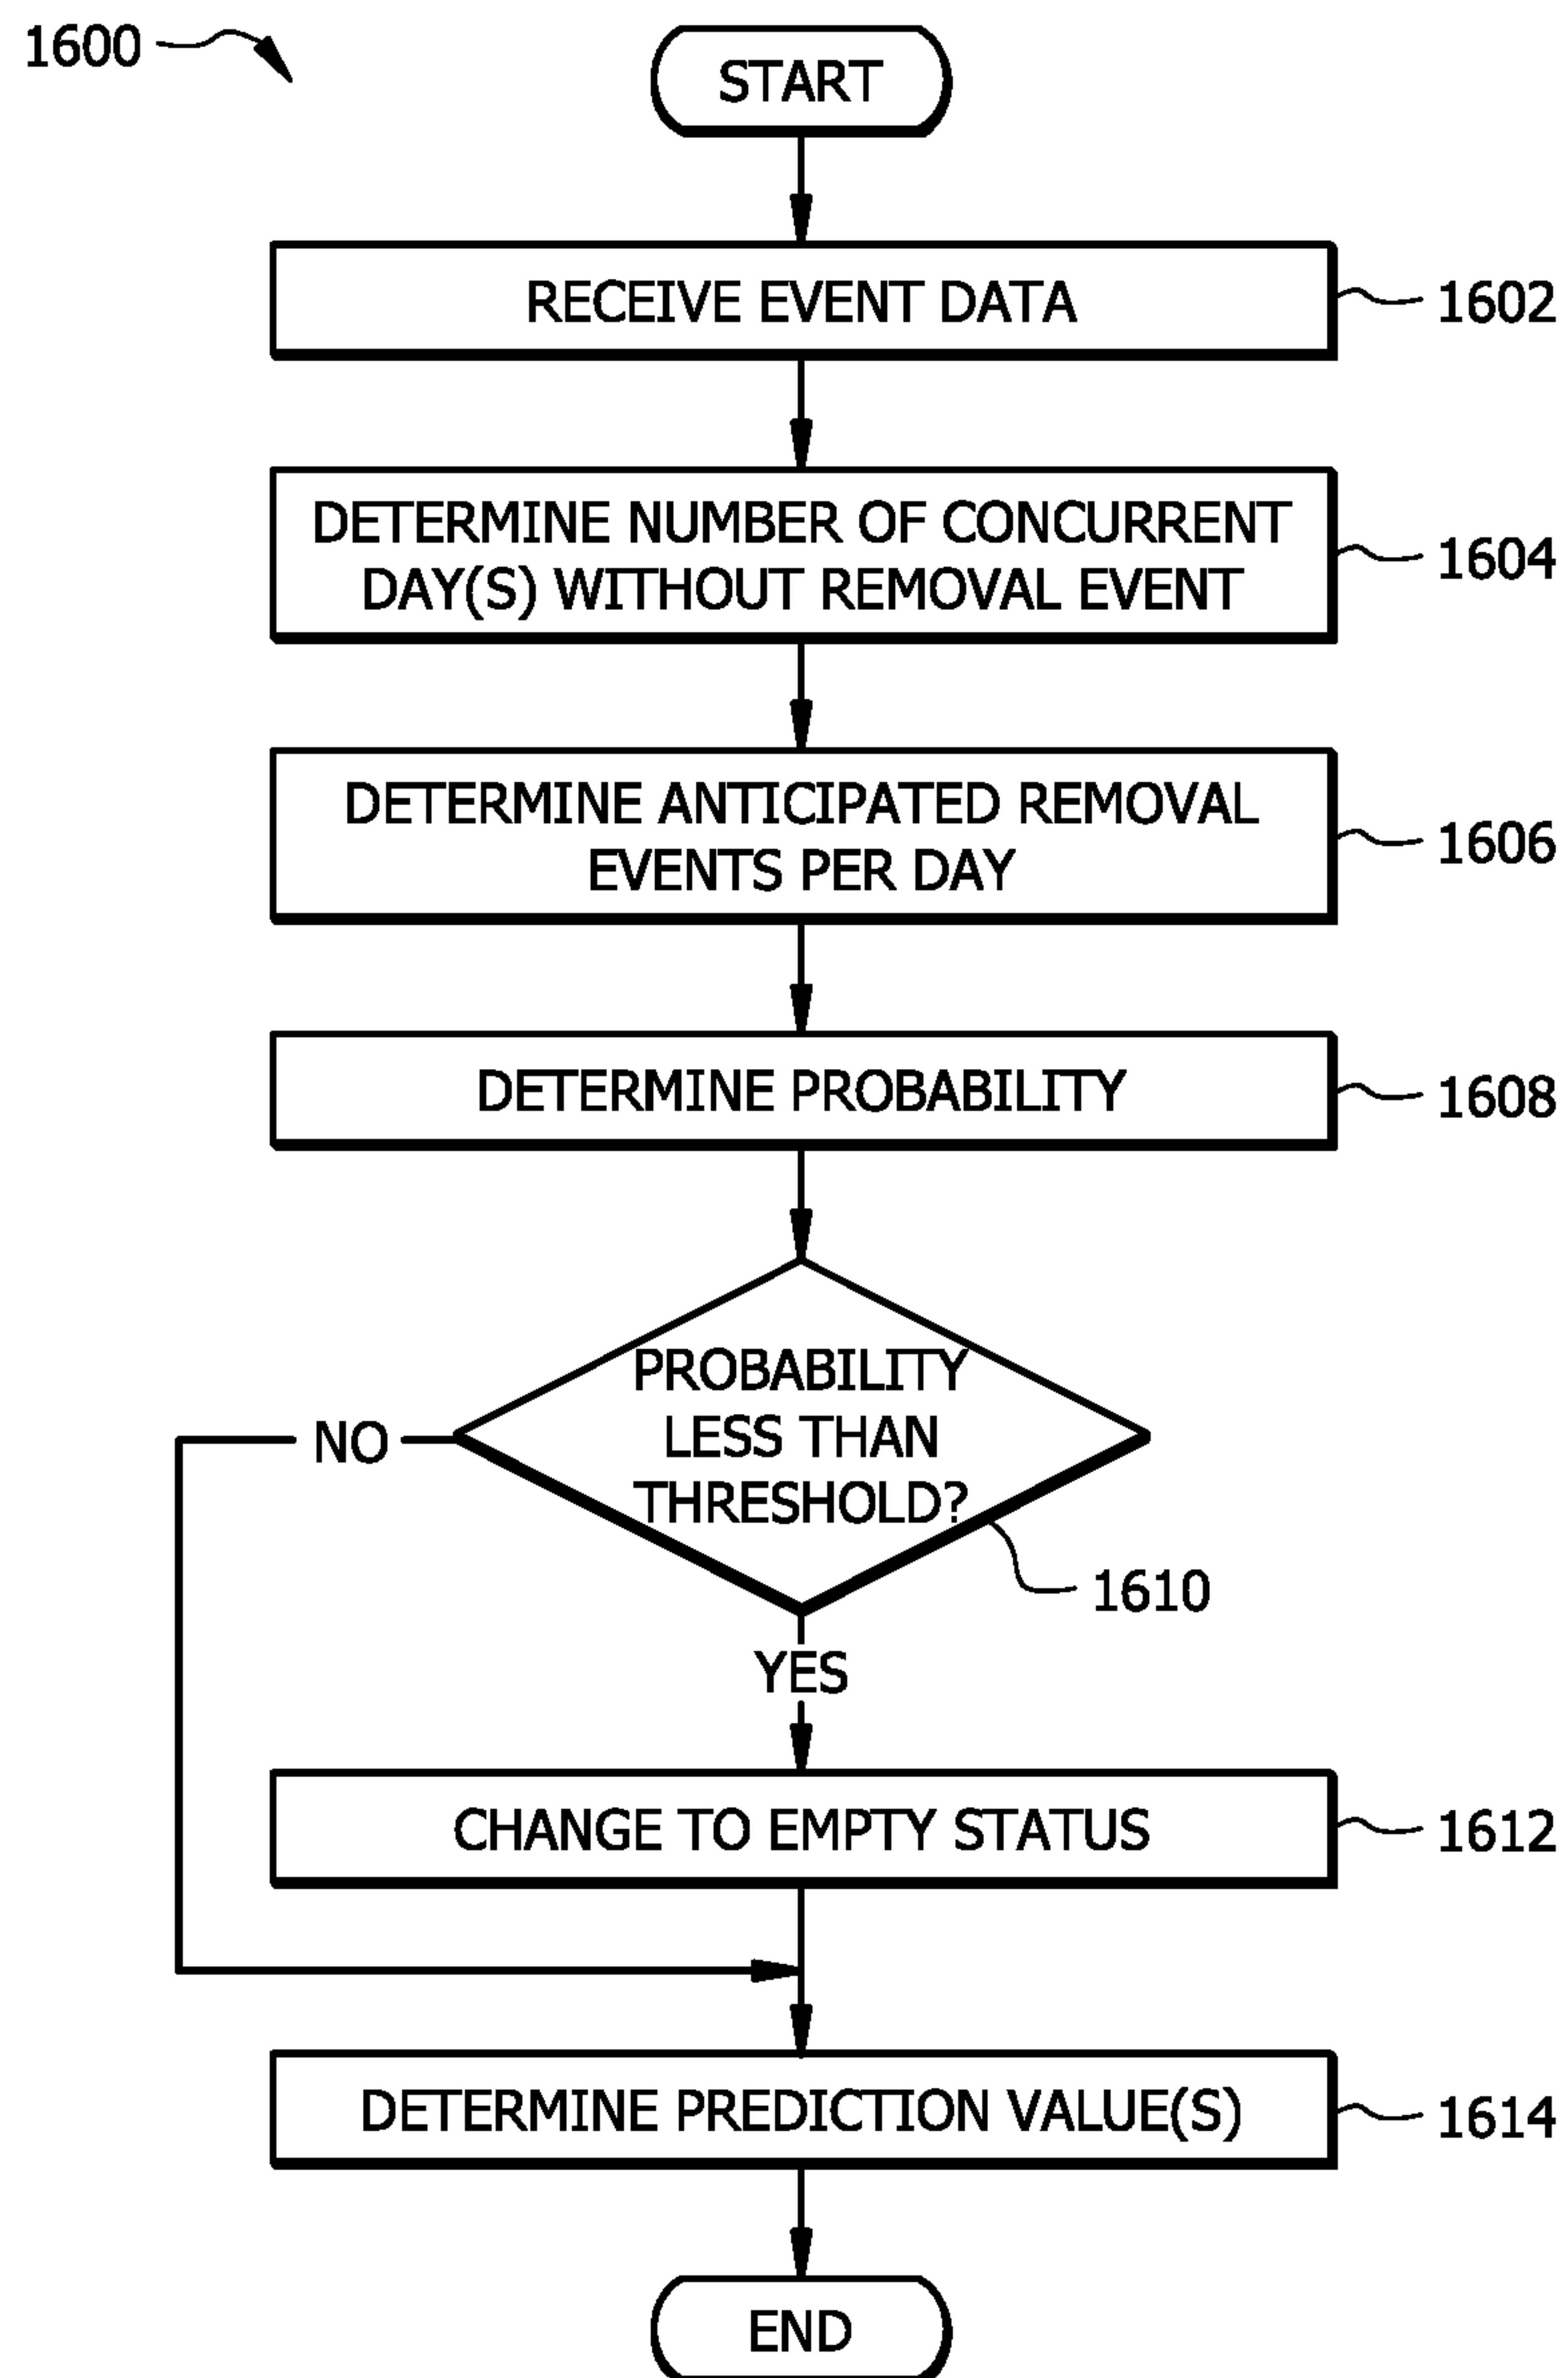 1600
START
RECEIVE EVENT DATA
1602
DETERMINE NUMBER OF CONCURRENT
DAY(S) WITHOUT REMOVAL EVENT
1604
DETERMINE ANTICIPATED REMOVAL
EVENTS PER DAY
1606
DETERMINE PROBABILITY
1608
PROBABILITY
LESS THAN
THRESHOLD?
NO
1610
YES
CHANGE TO EMPTY STATUS
1612
DETERMINE PREDICTION VALUE(S)
1614
END